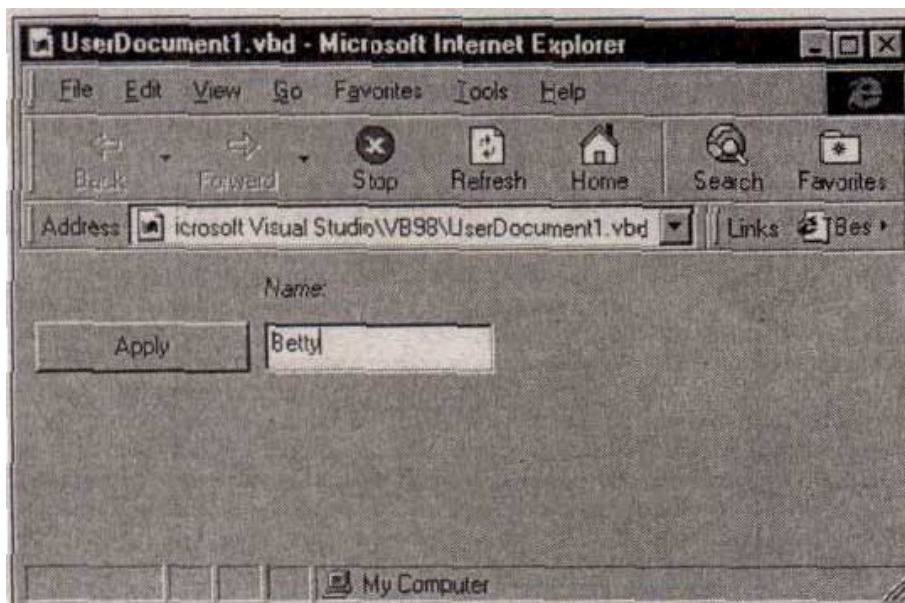 UserDocument1.vbd - Microsoft Internet Explorer
File Edit View Go Favorites Tools Help
Back Forward Stop Refresh Home Search Favorites
Address icrosoft Visual Studio\VB98\UserDocument1.vbd Links Bes
Name:
Apply Betty
My Computer